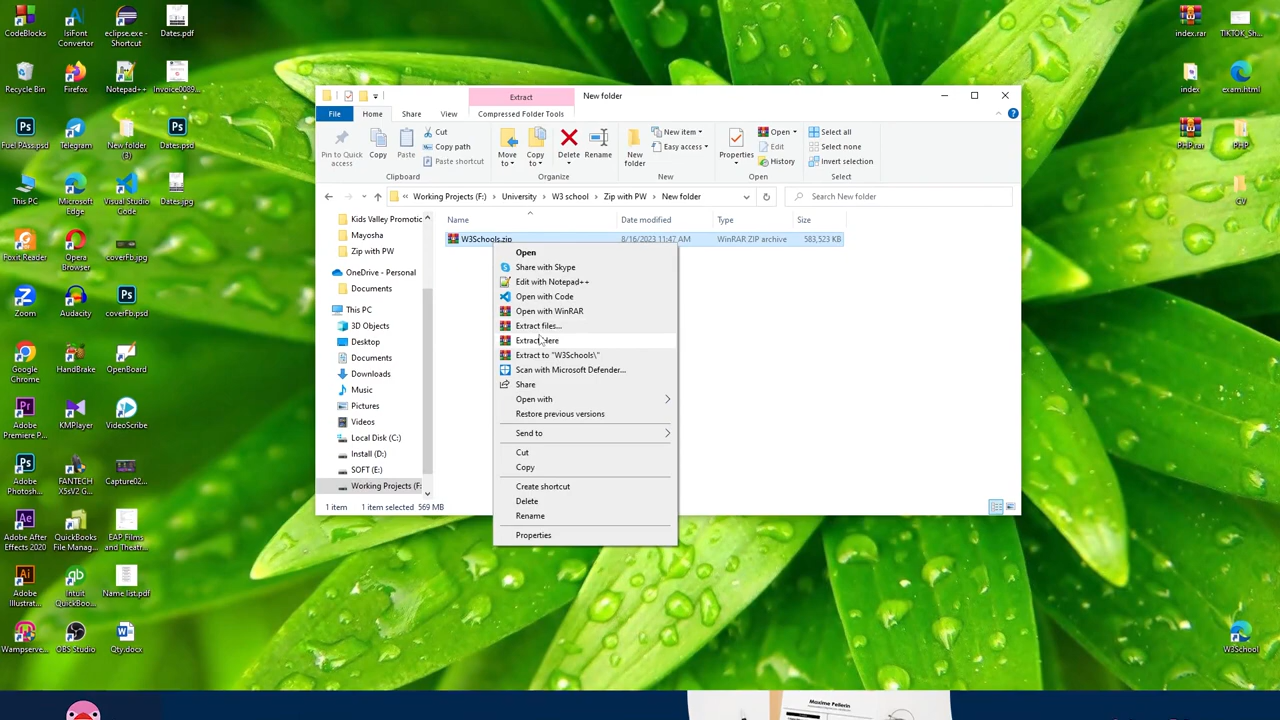 CodeBlocks
IsiFont Convertor
eclipse.exe - Shortcut
Dates.pdf
Recycle Bin
Firefox
Notepad++
Invoice0089...
Fuel PAss.psd
Telegram
New folder (3)
Dates.psd
This PC
Microsoft Edge
Visual Studio Code
Dates.jpg
Foxit Reader
Opera Browser
coverFb.jpg
Zoom
Audacity
coverFb.psd
Google Chrome
HandBrake
OpenBoard
Adobe Premiere P...
KMPlayer
VideoScribe
Adobe Photosh...
FANTECH X5sV2 G...
Capture02...
Adobe After Effects 2020
QuickBooks File Manag...
EAP Films and Theatr...
Adobe Illustrat...
Intuit QuickBoo...
Name list.pdf
Wampserve...
OBS Studio
Qty.docx
index.rar
TIKTOK_Sh...
index
exam.html
PHP.rar
PHP
CV
W3School
Extract
New folder
File
Home
Share
View
Compressed Folder Tools
Pin to Quick access
Copy
Paste
Cut
Copy path
Paste shortcut
Clipboard
Move to
Copy to
Delete
Rename
Organize
New folder
New item
Easy access
New
Properties
Open
Edit
History
Open
Select all
Select none
Invert selection
Select
Working Projects (F:)
University
W3 school
Zip with PW
New folder
Search New folder
Kids Valley Promotic
Mayosha
Zip with PW
OneDrive - Personal
Documents
This PC
3D Objects
Desktop
Documents
Downloads
Music
Pictures
Videos
Local Disk (C:)
Install (D:)
SOFT (E:)
Working Projects (F:
Name
Date modified
Type
Size
W3Schools.zip
8/16/2023 11:47 AM
WinRAR ZIP archive
583,523 KB
Open
Share with Skype
Edit with Notepad++
Open with Code
Open with WinRAR
Extract files...
Extract Here
Extract to "W3Schools\"
Scan with Microsoft Defender...
Share
Open with
Restore previous versions
Send to
Cut
Copy
Create shortcut
Delete
Rename
Properties
1 item
1 item selected
569 MB
Maxime Pellerin